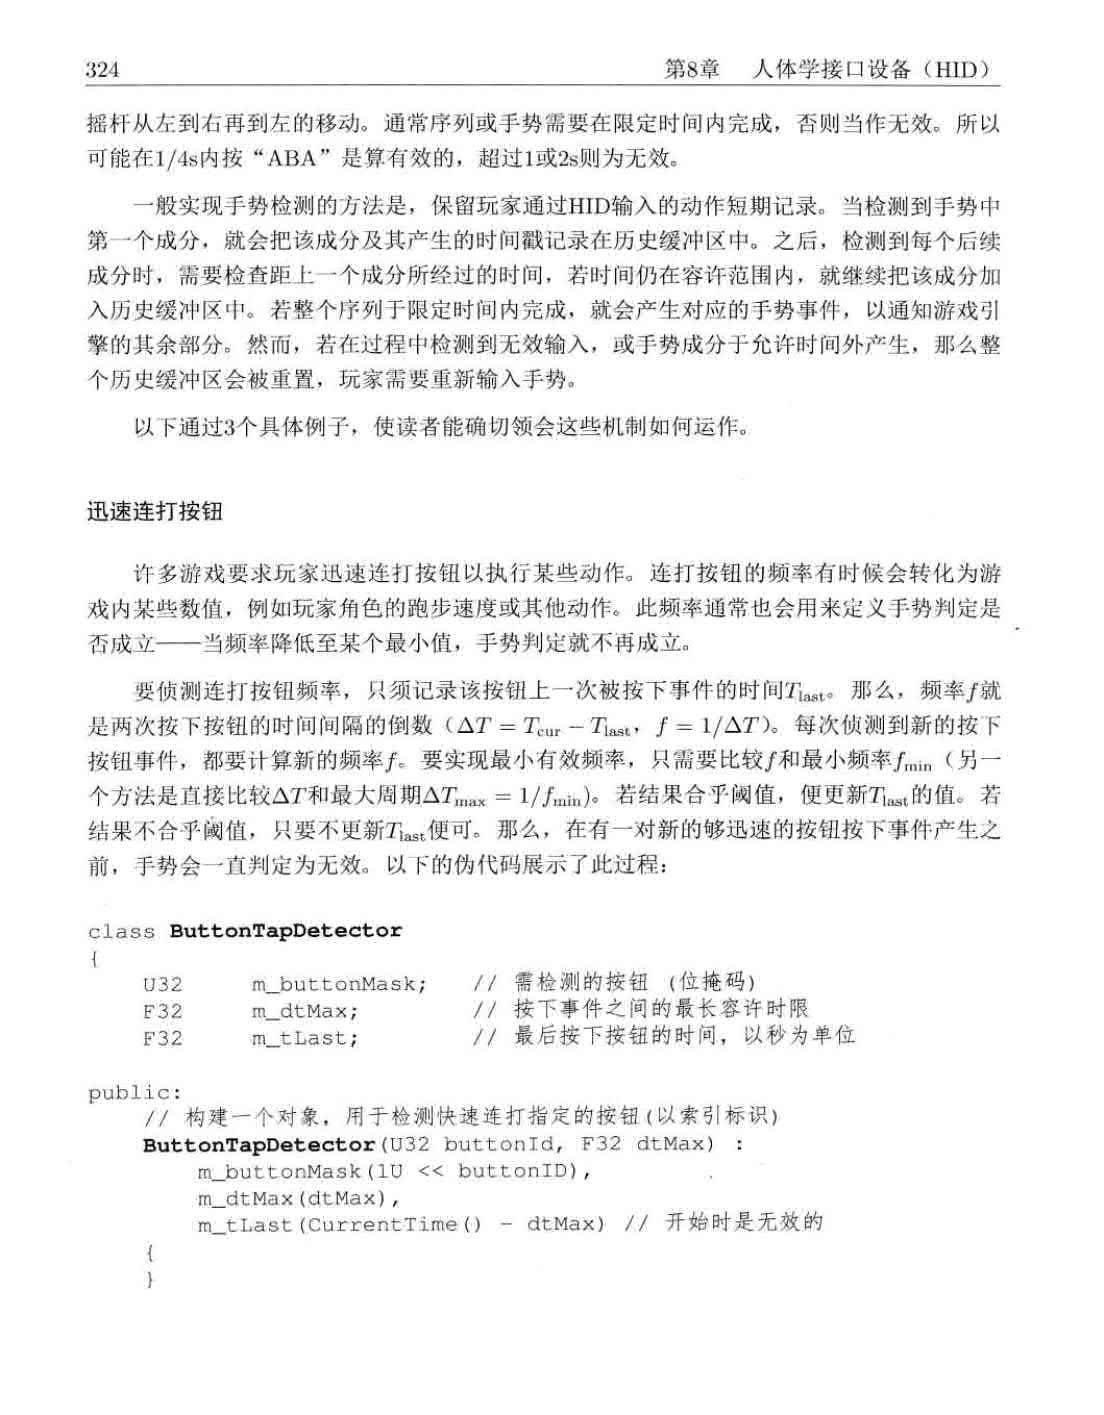 324 第8章 人体学接口设备（HID）
摇杆从左到右再到左的移动。通常序列或手势需要在限定时间内完成，否则当作无效。所以
可能在1/4s内按“ABA”是算有效的，超过1或2s则为无效。
一般实现手势检测的方法是，保留玩家通过HID输入的动作短期记录。当检测到手势中
第一个成分，就会把该成分及其产生的时间戳记录在历史缓冲区中。之后，检测到每个后续
成分时，需要检查距上一个成分所经过的时间，若时间仍在容许范围内，就继续把该成分加
入历史缓冲区中。若整个序列于限定时间内完成，就会产生对应的手势事件，以通知游戏引
擎的其余部分。然而，若在过程中检测到无效输入，或手势成分于允许时间外产生，那么整
个历史缓冲区会被重置，玩家需要重新输入手势。
以下通过3个具体例子，使读者能确切领会这些机制如何运作。
迅速连打按钮
许多游戏要求玩家迅速连打按钮以执行某些动作。连打按钮的频率有时候会转化为游
戏内某些数值，例如玩家角色的跑步速度或其他动作。此频率通常也会用来定义手势判定是
否成立——当频率降低至某个最小值，手势判定就不再成立。
要侦测连打按钮频率，只须记录该按钮上一次被按下事件的时间Tlast。那么，频率f就
是两次按下按钮的时间间隔的倒数（ΔT = Tcur − Tlast，f = 1/ΔT）。每次侦测到新的按下
按钮事件，都要计算新的频率f。要实现最小有效频率，只需要比较f和最小频率fmin（另一
个方法是直接比较ΔT和最大周期ΔTmax = 1/fmin）。若结果合乎阈值，便更新Tlast的值。若
结果不合乎阈值，只要不更新Tlast便可。那么，在有一对新的够迅速的按钮按下事件产生之
前，手势会一直判定为无效。以下的伪代码展示了此过程：
class ButtonTapDetector
{
U32 m_buttonMask; // 需检测的按钮 (位掩码)
F32 m_dtMax; // 按下事件之间的最长容许时限
F32 m_tLast; // 最后按下按钮的时间，以秒为单位
public:
// 构建一个对象，用于检测快速连打指定的按钮(以索引标识)
ButtonTapDetector(U32 buttonId, F32 dtMax) :
m_buttonMask(1U << buttonID),
m_dtMax(dtMax),
m_tLast(CurrentTime() - dtMax) // 开始时是无效的
{
}